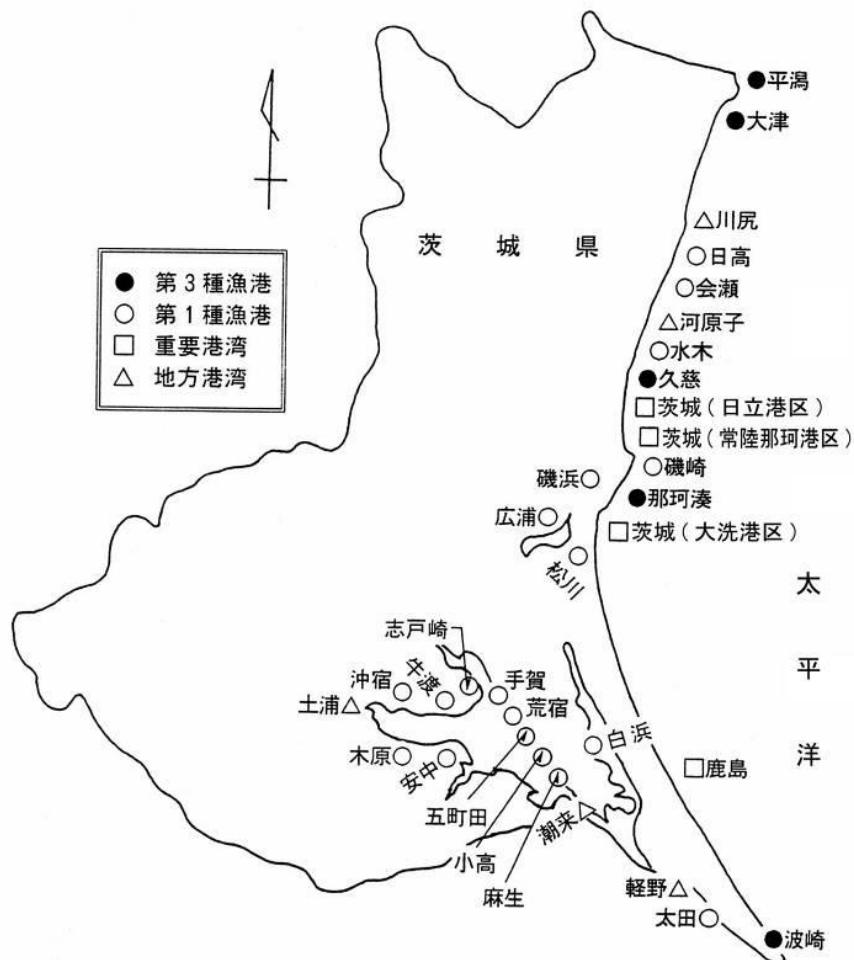 平潟
大津
川尻
茨城県
日高
会瀬
第3種漁港
第1種漁港
重要港湾
地方港湾
河原子
水木
久慈
茨城(日立港区)
茨城(常陸那珂港区)
磯崎
磯浜
那珂湊
広浦
茨城(大洗港区)
松川
太平洋
志戸崎
牛渡
沖宿
手賀
土浦
荒宿
白浜
木原
安中
鹿島
五町田
潮来
小高
麻生
軽野
太田
波崎